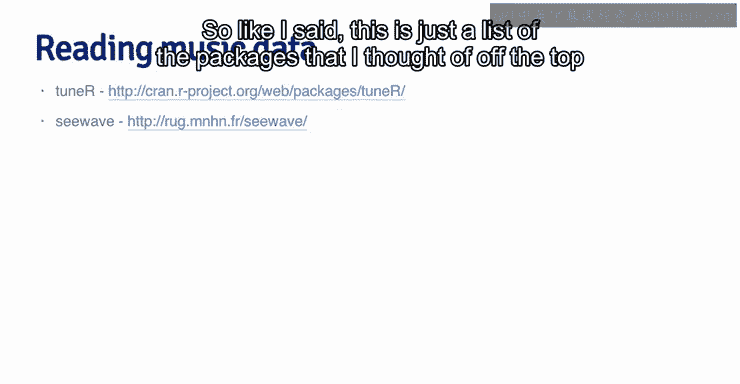 So like I said, this is just a list of
the packages that I thought of off the top
Reading music data
· tuneR - http://cran.r-project.org/web/packages/tuneR/
· seewave - http://rug.mnhn.fr/seewave/